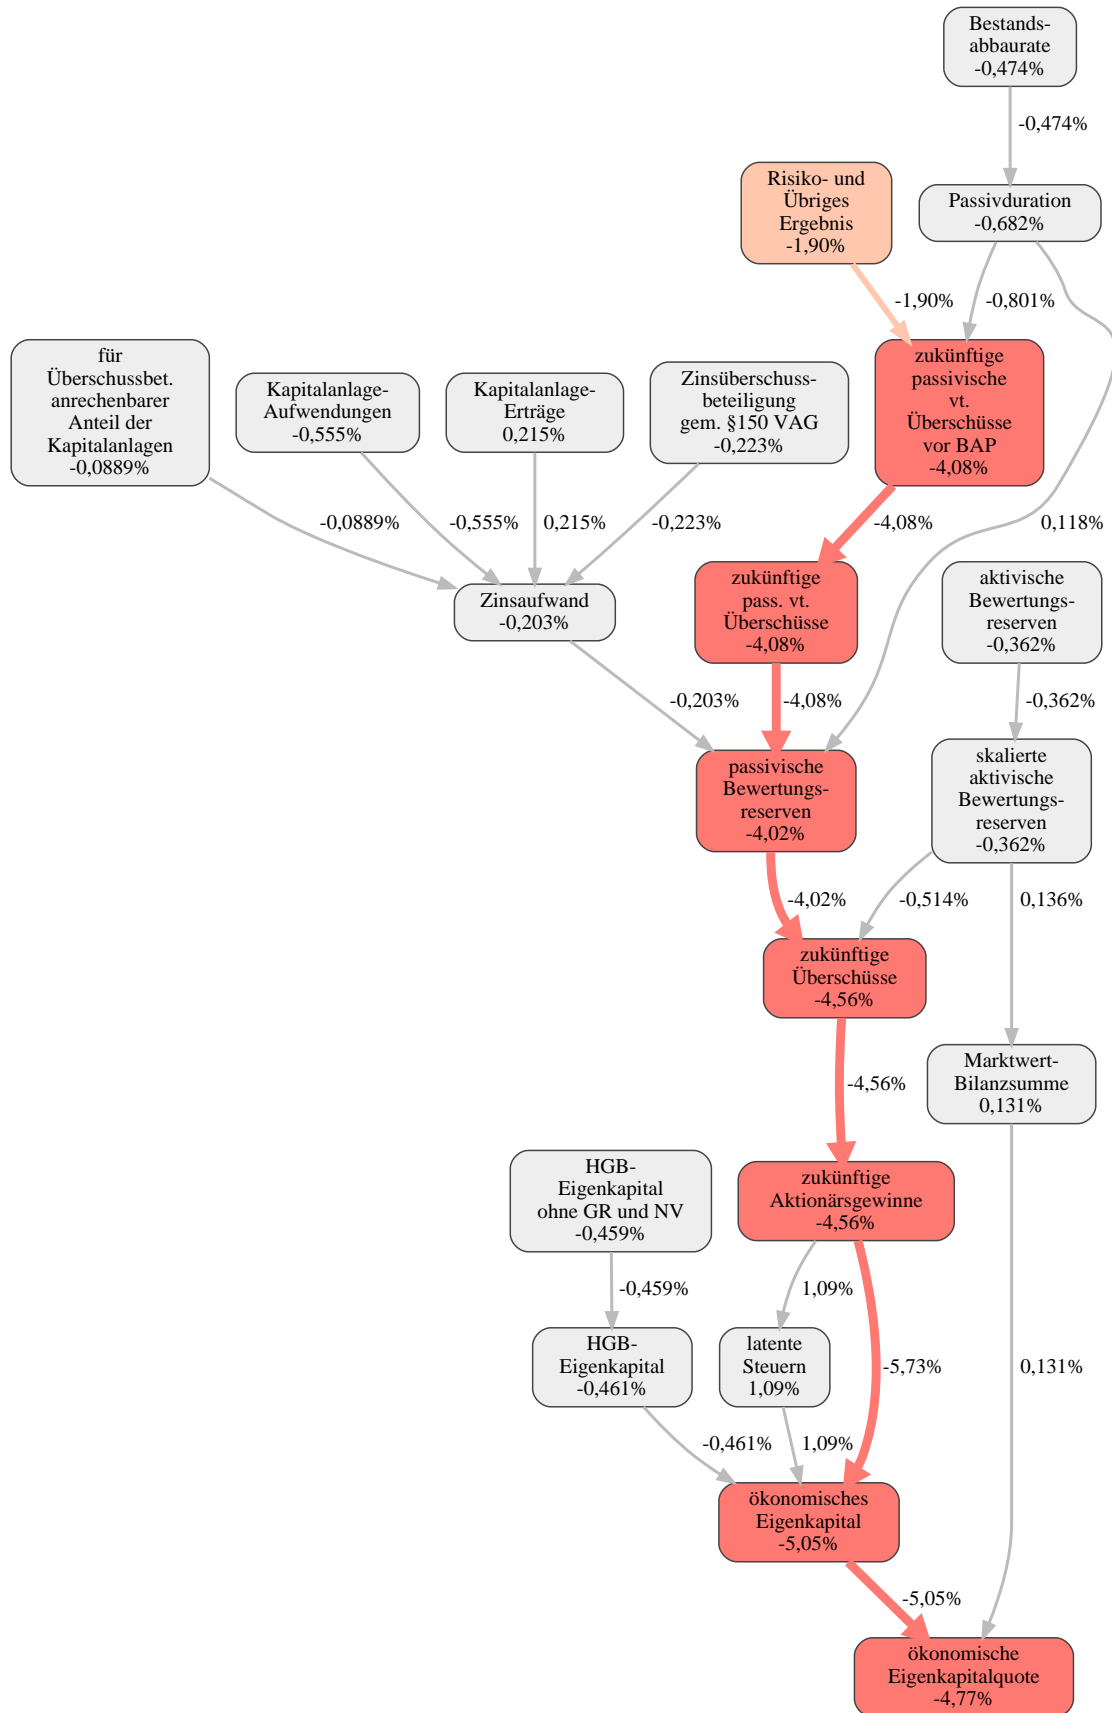 Bestands-
abbaurate
-0,474%
-0,474%
Risiko- und
Übriges
Ergebnis
-1,90%
Passivduration
-0,682%
-1,90%
-0,801%
für
Überschussbet.
anrechenbarer
Anteil der
Kapitalanlagen
-0,0889%
Kapitalanlage-
Aufwendungen
-0,555%
Kapitalanlage-
Erträge
0,215%
Zinsüberschuss-
beteiligung
gem. §150 VAG
-0,223%
zukünftige
passivische
vt.
Überschüsse
vor BAP
-4,08%
-0,0889%
-0,555%
0,215%
-0,223%
-4,08%
0,118%
Zinsaufwand
-0,203%
zukünftige
pass. vt.
Überschüsse
-4,08%
aktivische
Bewertungs-
reserven
-0,362%
-0,203%
-4,08%
-0,362%
passivische
Bewertungs-
reserven
-4,02%
skalierte
aktivische
Bewertungs-
reserven
-0,362%
-4,02%
-0,514%
0,136%
zukünftige
Überschüsse
-4,56%
-4,56%
Marktwert-
Bilanzsumme
0,131%
HGB-
Eigenkapital
ohne GR und NV
-0,459%
zukünftige
Aktionärsgewinne
-4,56%
-0,459%
1,09%
HGB-
Eigenkapital
-0,461%
latente
Steuern
1,09%
-5,73%
0,131%
-0,461%
1,09%
ökonomisches
Eigenkapital
-5,05%
-5,05%
ökonomische
Eigenkapitalquote
-4,77%